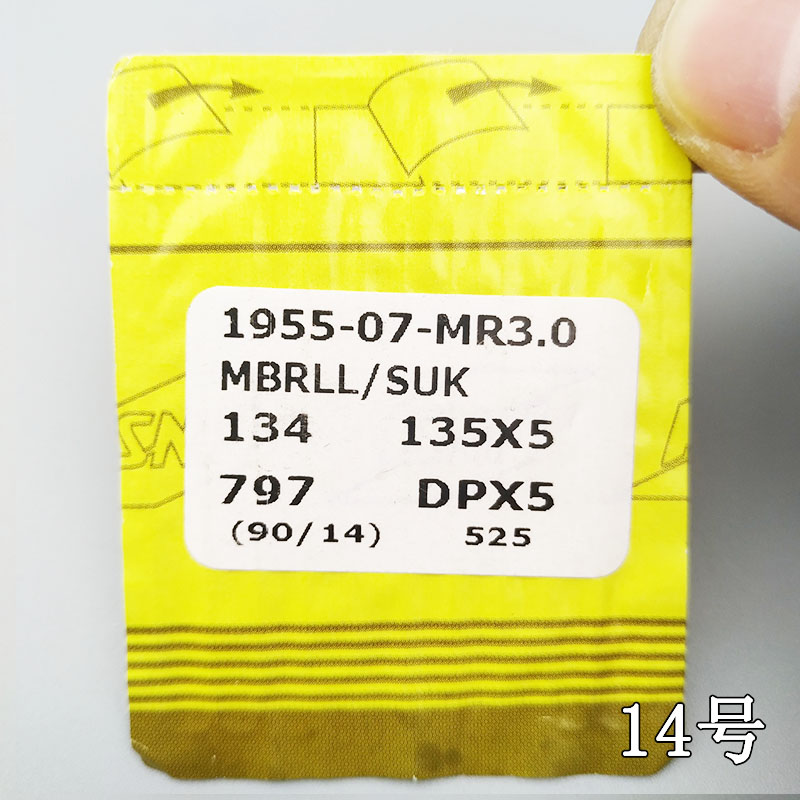 1955-07-MR3.0
MBRLL/SUK
134 135X5
797 DPX5
(90/14) 525
14号